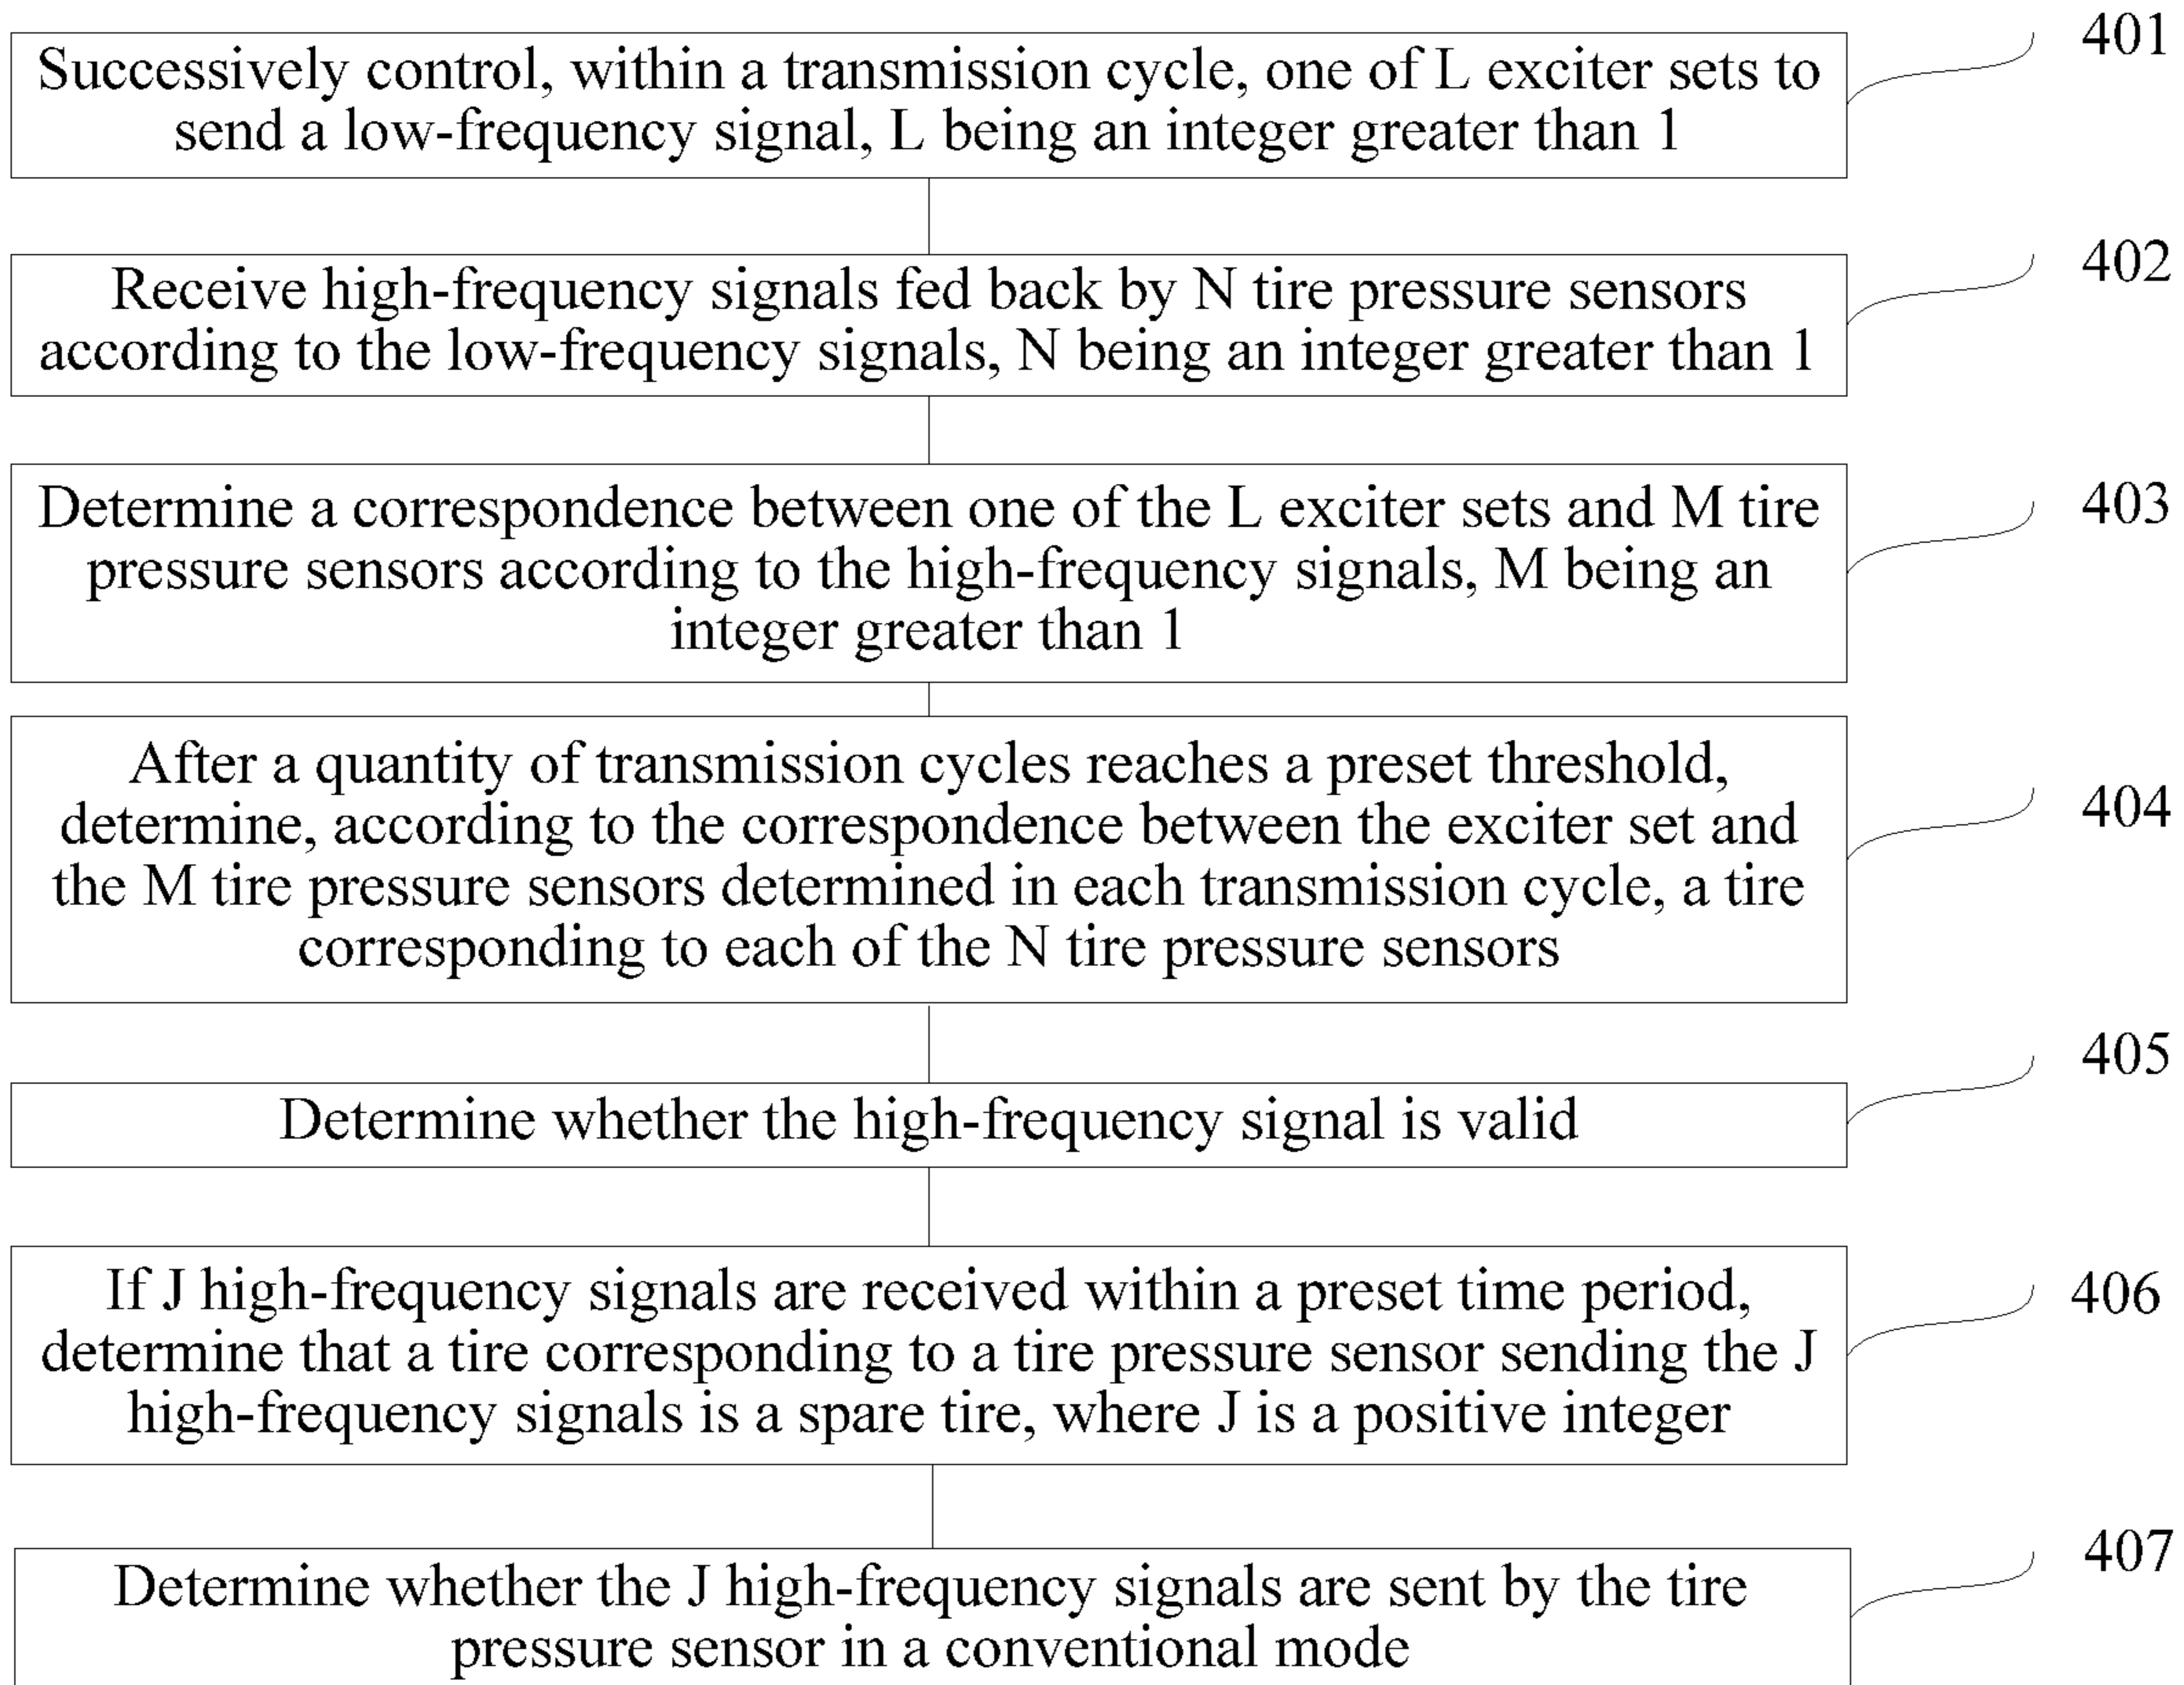 401
Successively control, within a transmission cycle, one of L exciter sets to
send a low-frequency signal, L being an integer greater than 1
402
Receive high-frequency signals fed back by N tire pressure sensors
according to the low-frequency signals, N being an integer greater than 1
403
Determine a correspondence between one of the L exciter sets and M tire
pressure sensors according to the high-frequency signals, M being an
integer greater than 1
404
After a quantity of transmission cycles reaches a preset threshold,
determine, according to the correspondence between the exciter set and
the M tire pressure sensors determined in each transmission cycle, a tire
corresponding to each of the N tire pressure sensors
405
Determine whether the high-frequency signal is valid
406
If J high-frequency signals are received within a preset time period,
determine that a tire corresponding to a tire pressure sensor sending the J
high-frequency signals is a spare tire, where J is a positive integer
407
Determine whether the J high-frequency signals are sent by the tire
pressure sensor in a conventional mode